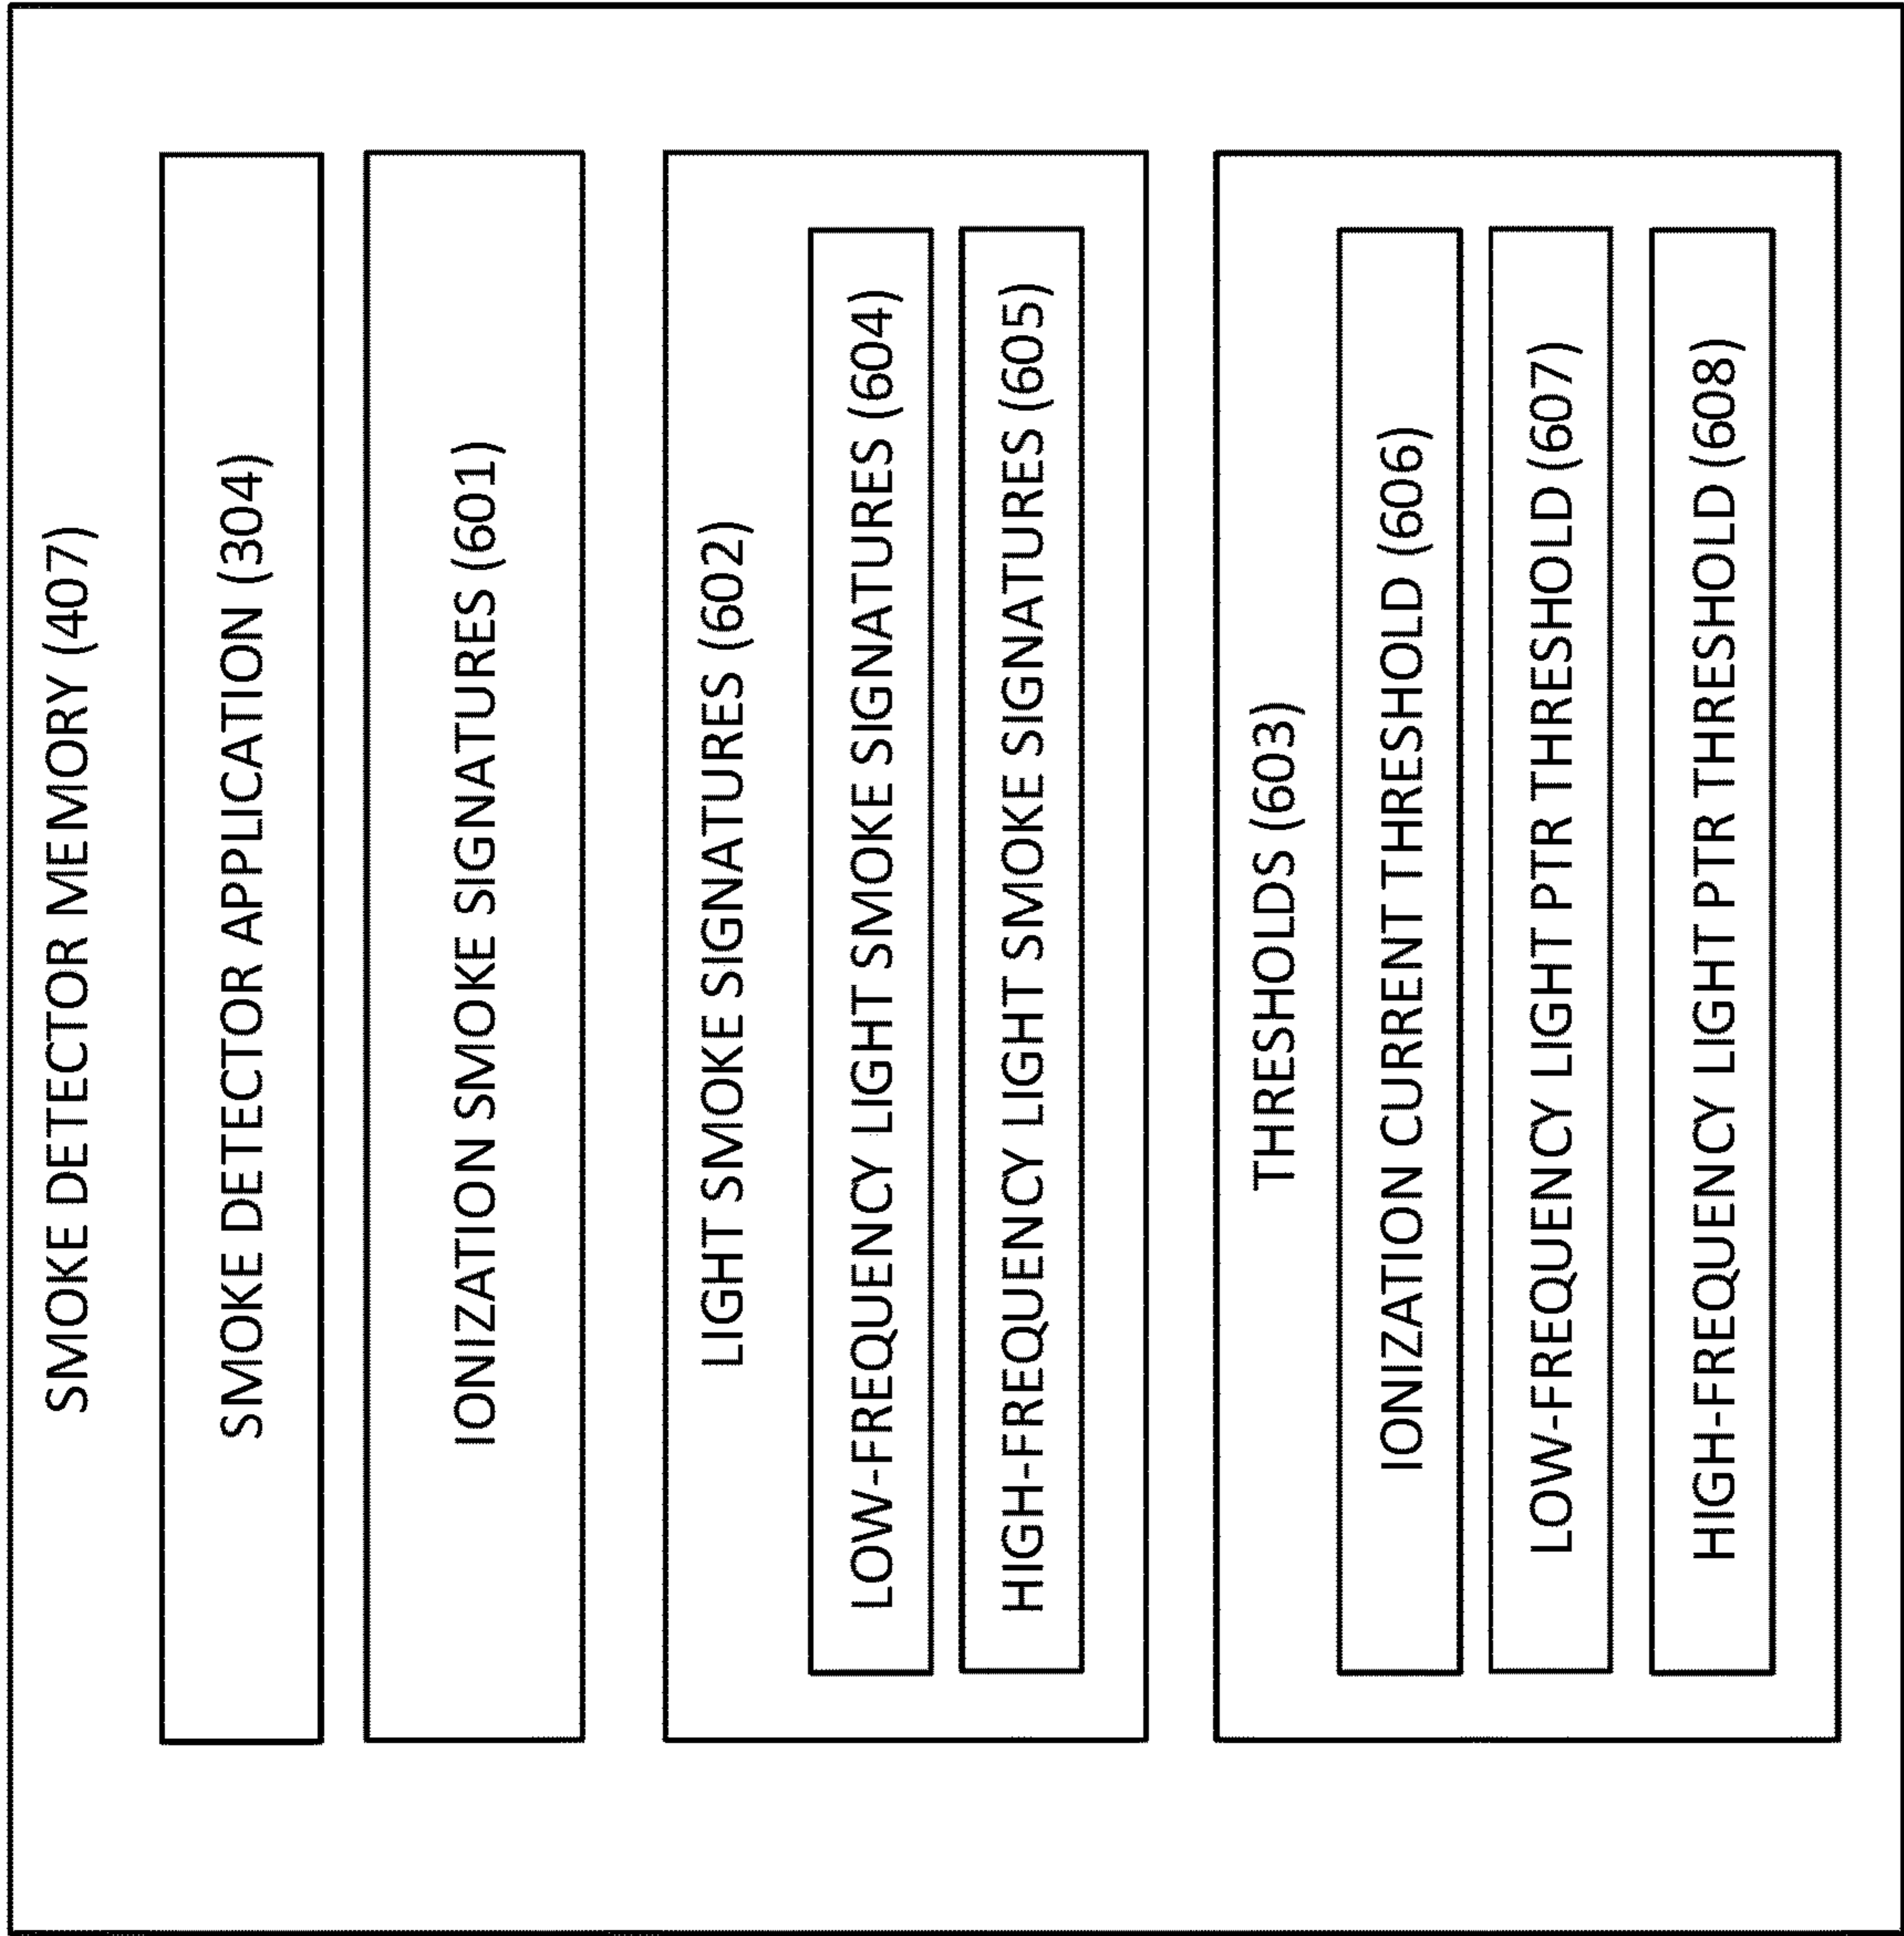 SMOKE DETECTOR MEMORY (407)
SMOKE DETECTOR APPLICATION (304)
IONIZATION SMOKE SIGNATURES (601)
LIGHT SMOKE SIGNATURES (602)
LOW-FREQUENCY LIGHT SMOKE SIGNATURES (604)
HIGH-FREQUENCY LIGHT SMOKE SIGNATURES (605)
THRESHOLDS (603)
IONIZATION CURRENT THRESHOLD (606)
LOW-FREQUENCY LIGHT PTR THRESHOLD (607)
HIGH-FREQUENCY LIGHT PTR THRESHOLD (608)